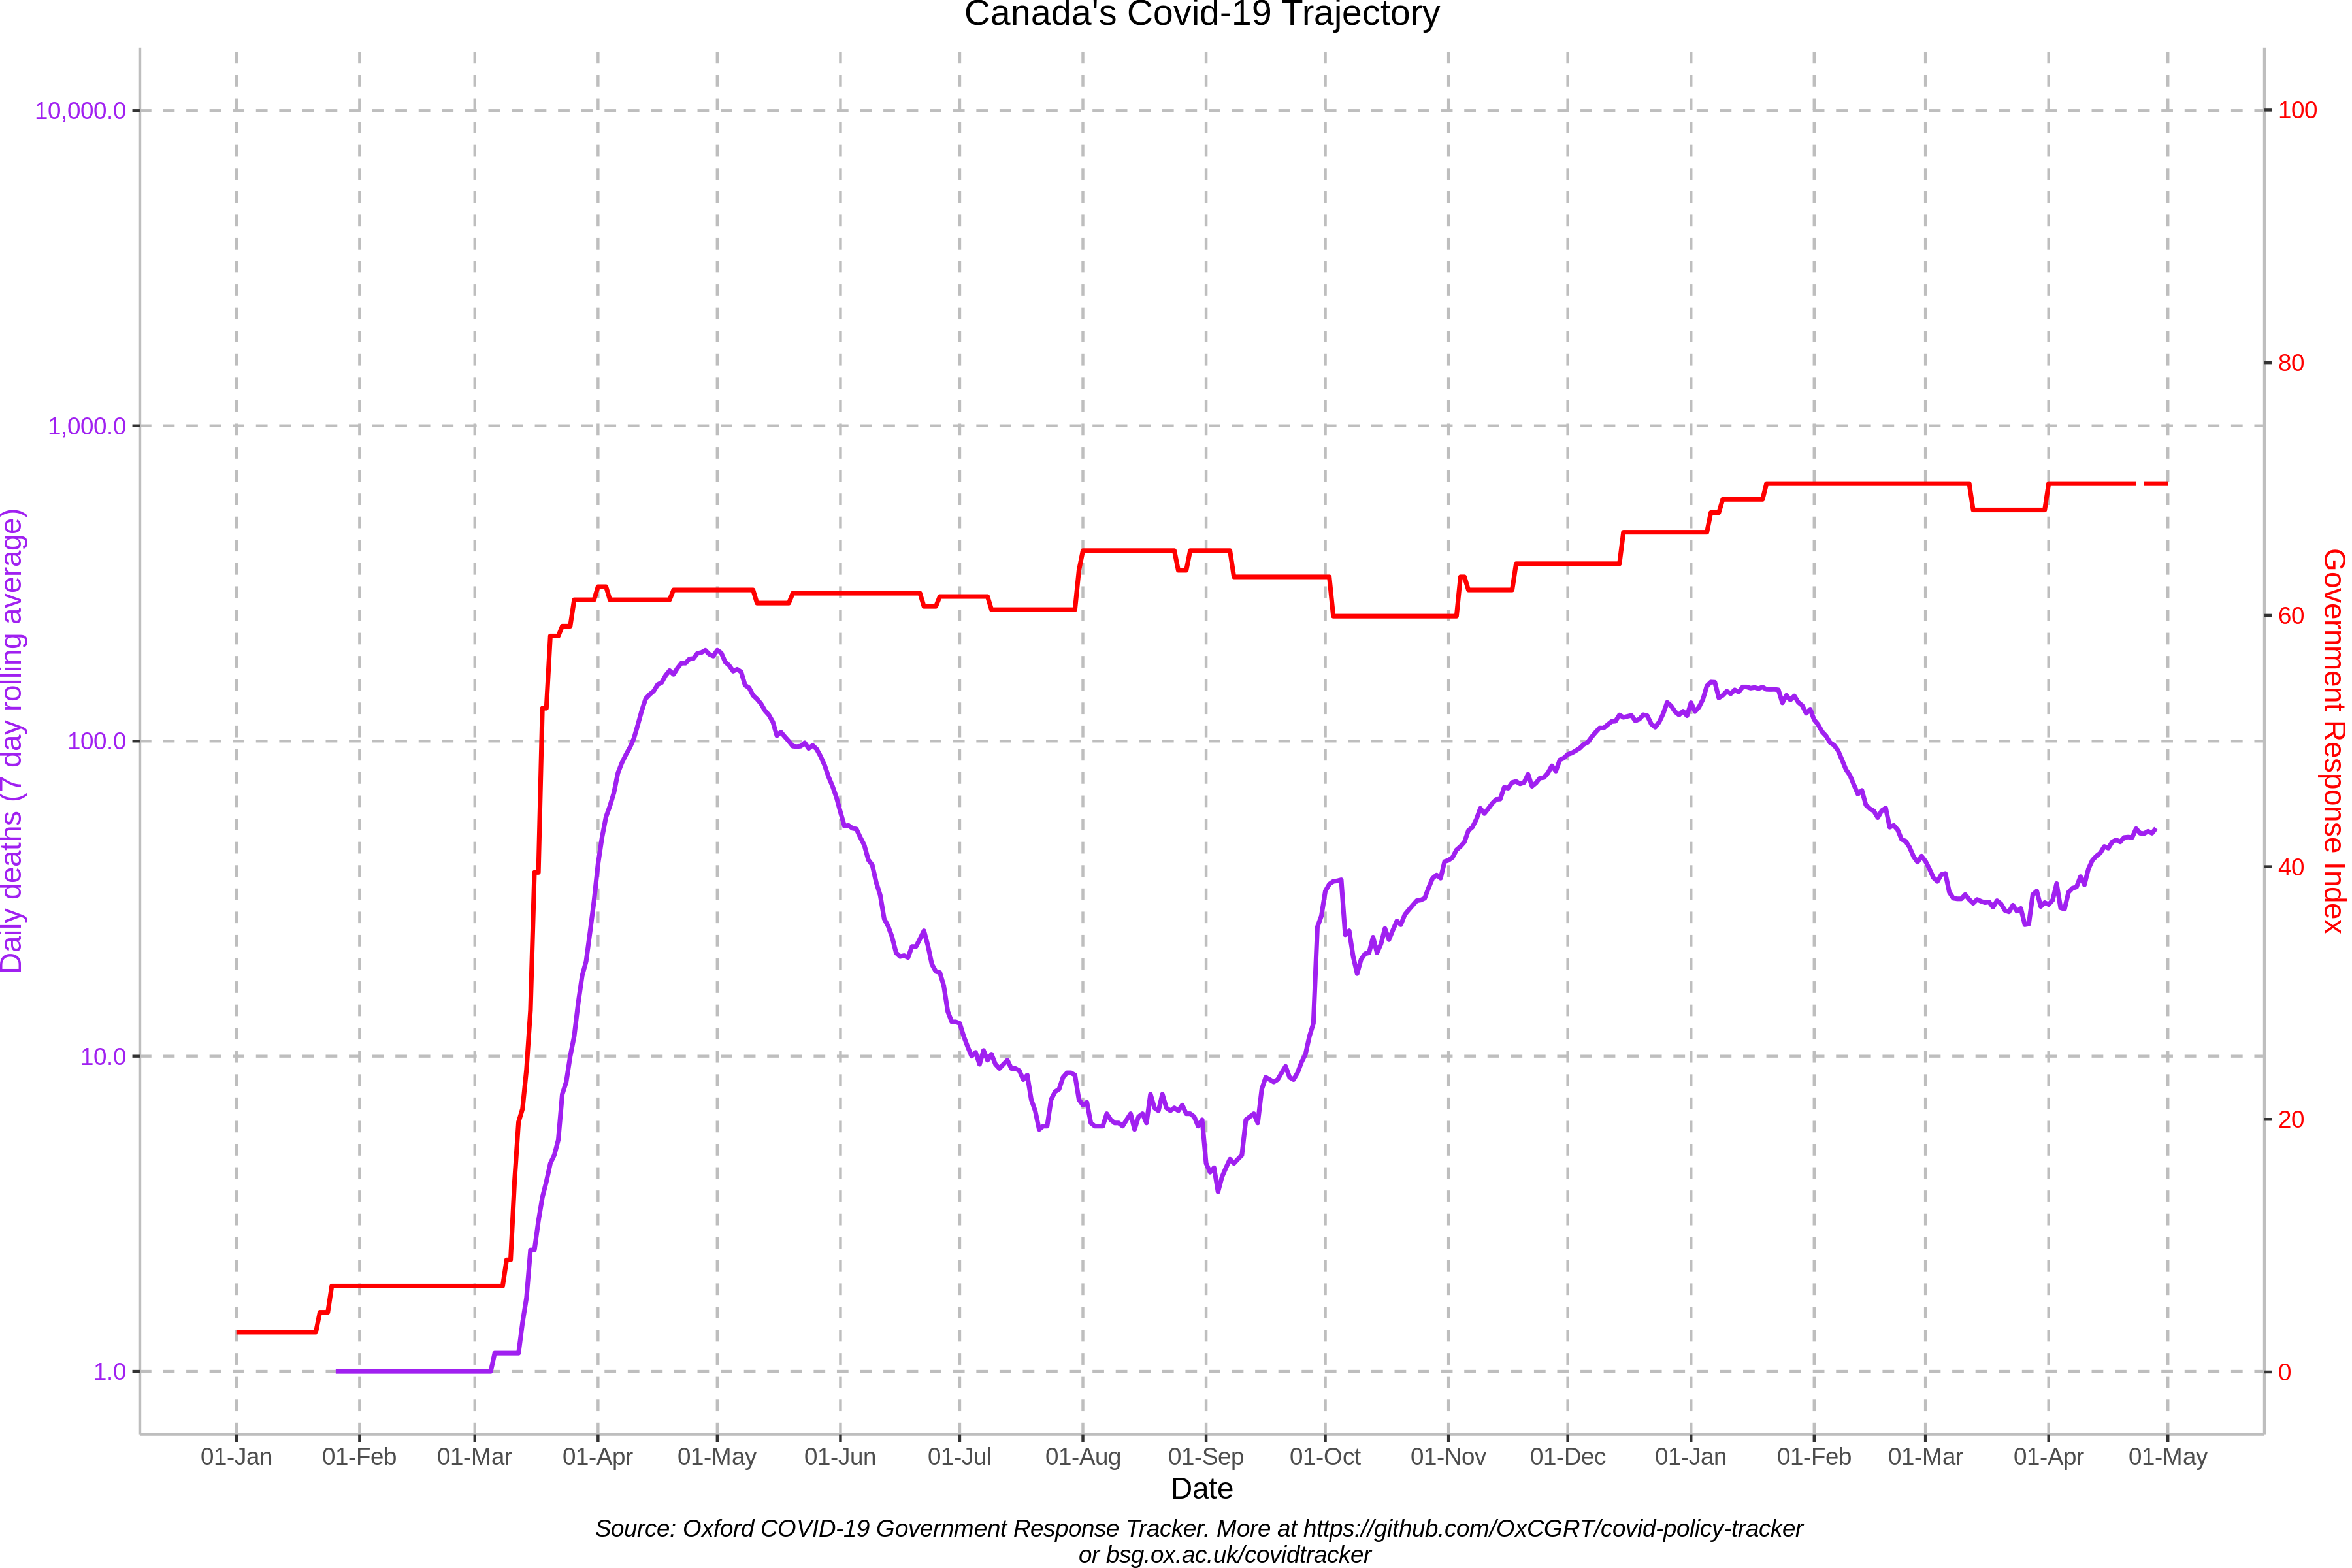 Canada's Covid-19 Trajectory
10,000.0
1,000.0
100.0
10.0
1.0
Daily deaths (7 day rolling average)
100
80
60
40
20
0
Government Response Index
01-Jan 01-Feb 01-Mar 01-Apr 01-May 01-Jun 01-Jul 01-Aug 01-Sep 01-Oct 01-Nov 01-Dec 01-Jan 01-Feb 01-Mar 01-Apr 01-May
Date
Source: Oxford COVID-19 Government Response Tracker. More at https://github.com/OxCGRT/covid-policy-tracker
or bsg.ox.ac.uk/covidtracker